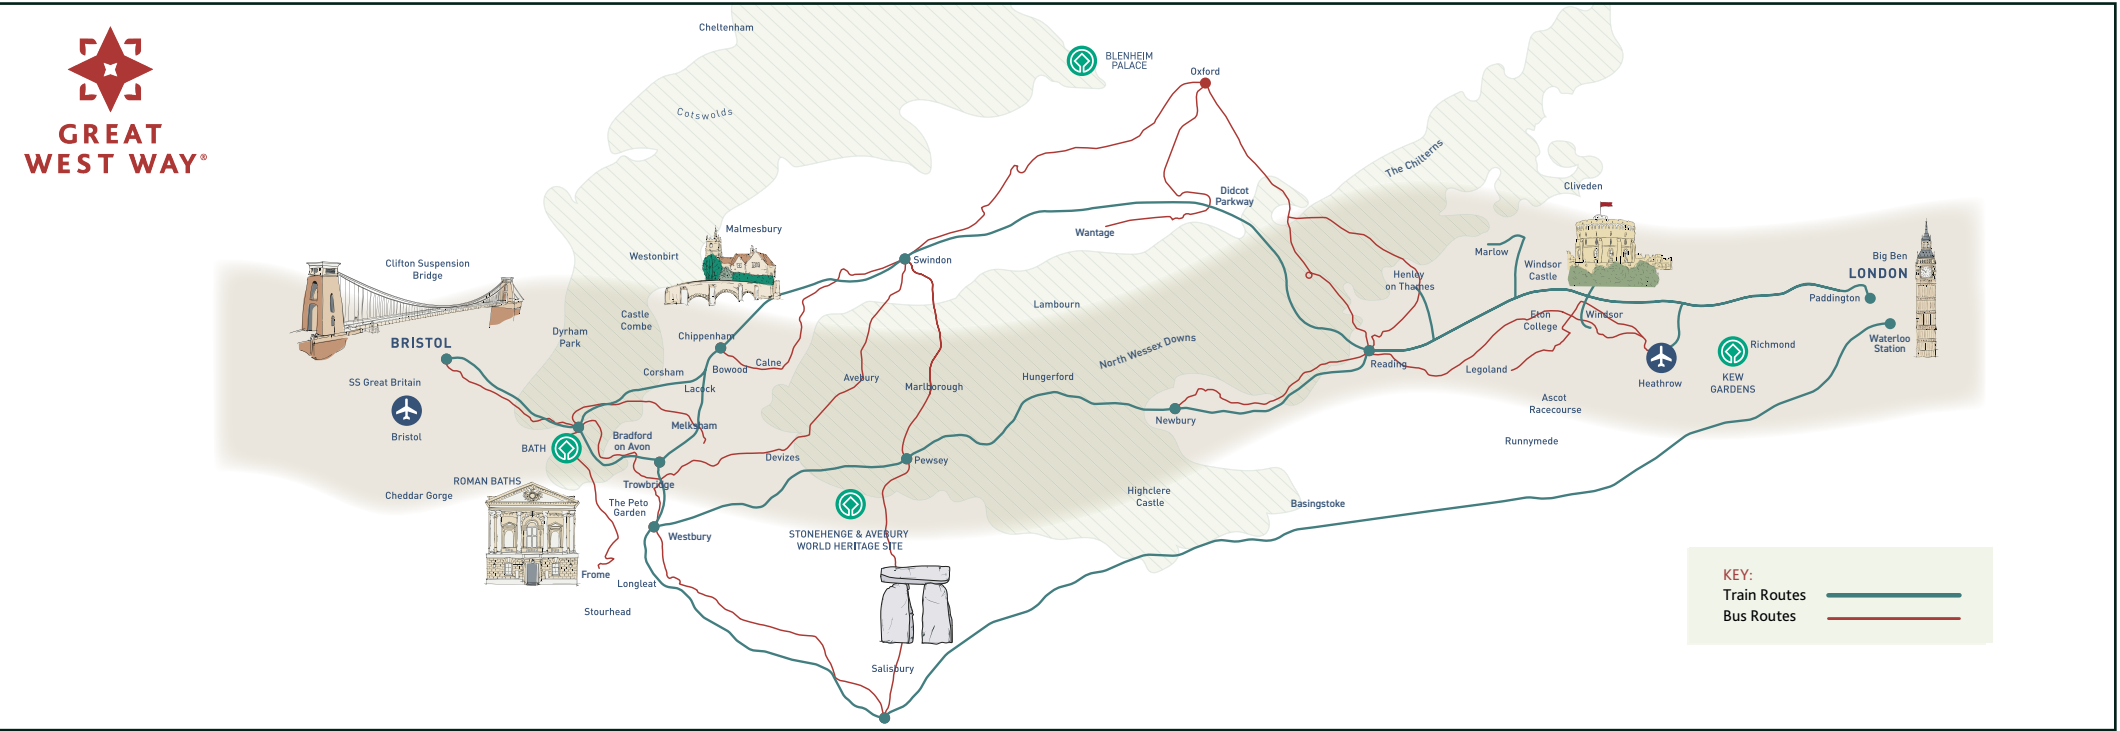 GREAT
WEST WAY®
Cheltenham
Cotswolds
BLENHEIM
PALACE
Oxford
The Chilterns
Cliveden
Didcot
Parkway
Wantage
Malmesbury
Westonbirt
Swindon
Clifton Suspension
Bridge
Marlow
Windsor
Castle
Henley
on Thames
Big Ben
LONDON
Paddington
Lambourn
Castle
Combe
Dyrham
Park
Chippenham
BRISTOL
Eton
College
Windsor
Waterloo
Station
Richmond
KEW
GARDENS
Heathrow
North Wessex Downs
Reading
Legoland
Calne
Bowood
Corsham
Lacock
Avebury
Marlborough
Hungerford
SS Great Britain
Bristol
Ascot
Racecourse
Newbury
Runnymede
Melksham
Bradford
on Avon
BATH
Devizes
Pewsey
Trowbridge
ROMAN BATHS
Cheddar Gorge
The Peto
Garden
Highclere
Castle
Basingstoke
Westbury
STONEHENGE & AVEBURY
WORLD HERITAGE SITE
Frome
Longleat
Stourhead
Salisbury
KEY:
Train Routes
Bus Routes